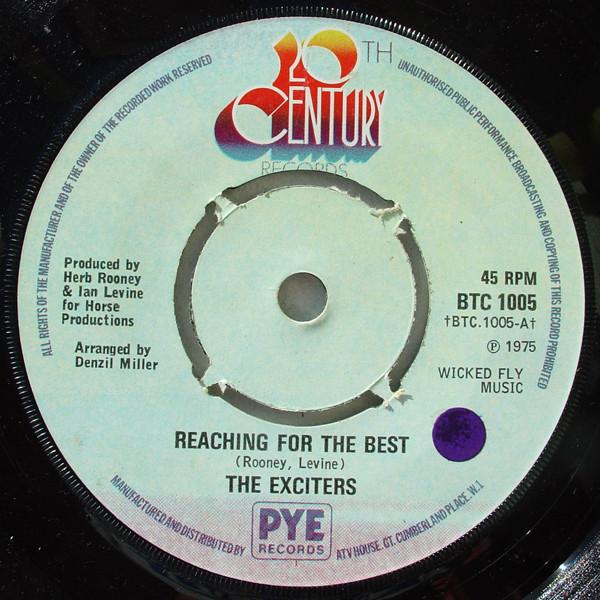 20TH
CENTURY
RECORDS
ALL RIGHTS OF THE MANUFACTURER AND OF THE OWNER OF THE RECORDED WORK RESERVED
UNAUTHORISED PUBLIC PERFORMANCE BROADCASTING AND COPYING OF THIS RECORD PROHIBITED
Produced by
Herb Rooney
& Ian Levine
for Horse
Productions
Arranged by
Denzil Miller
45 RPM
BTC 1005
†BTC.1005-A†
℗ 1975
WICKED FLY
MUSIC
REACHING FOR THE BEST
(Rooney, Levine)
THE EXCITERS
MANUFACTURED AND DISTRIBUTED BY
PYE
RECORDS
ATV HOUSE, GT. CUMBERLAND PLACE, W.1